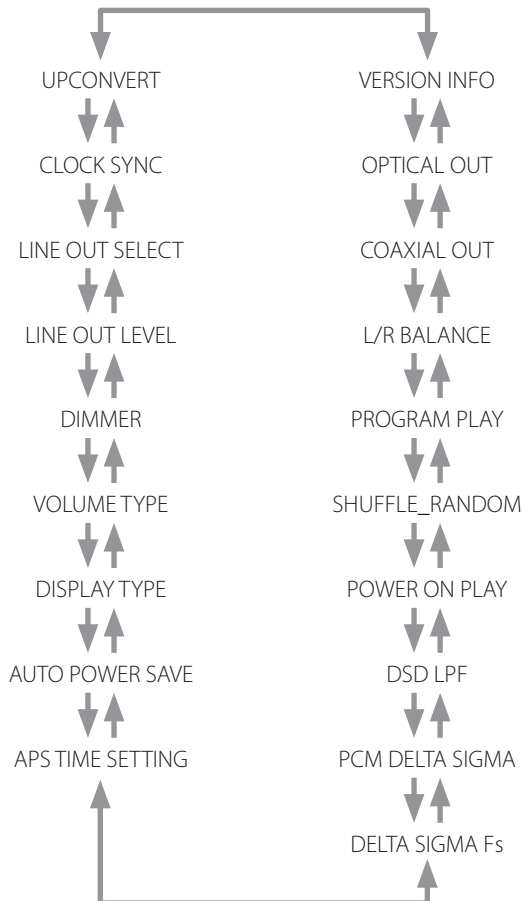 UPCONVERT
CLOCK SYNC
LINE OUT SELECT
LINE OUT LEVEL
DIMMER
VOLUME TYPE
DISPLAY TYPE
AUTO POWER SAVE
APS TIME SETTING
VERSION INFO
OPTICAL OUT
COAXIAL OUT
L/R BALANCE
PROGRAM PLAY
SHUFFLE_RANDOM
POWER ON PLAY
DSD LPF
PCM DELTA SIGMA
DELTA SIGMA Fs